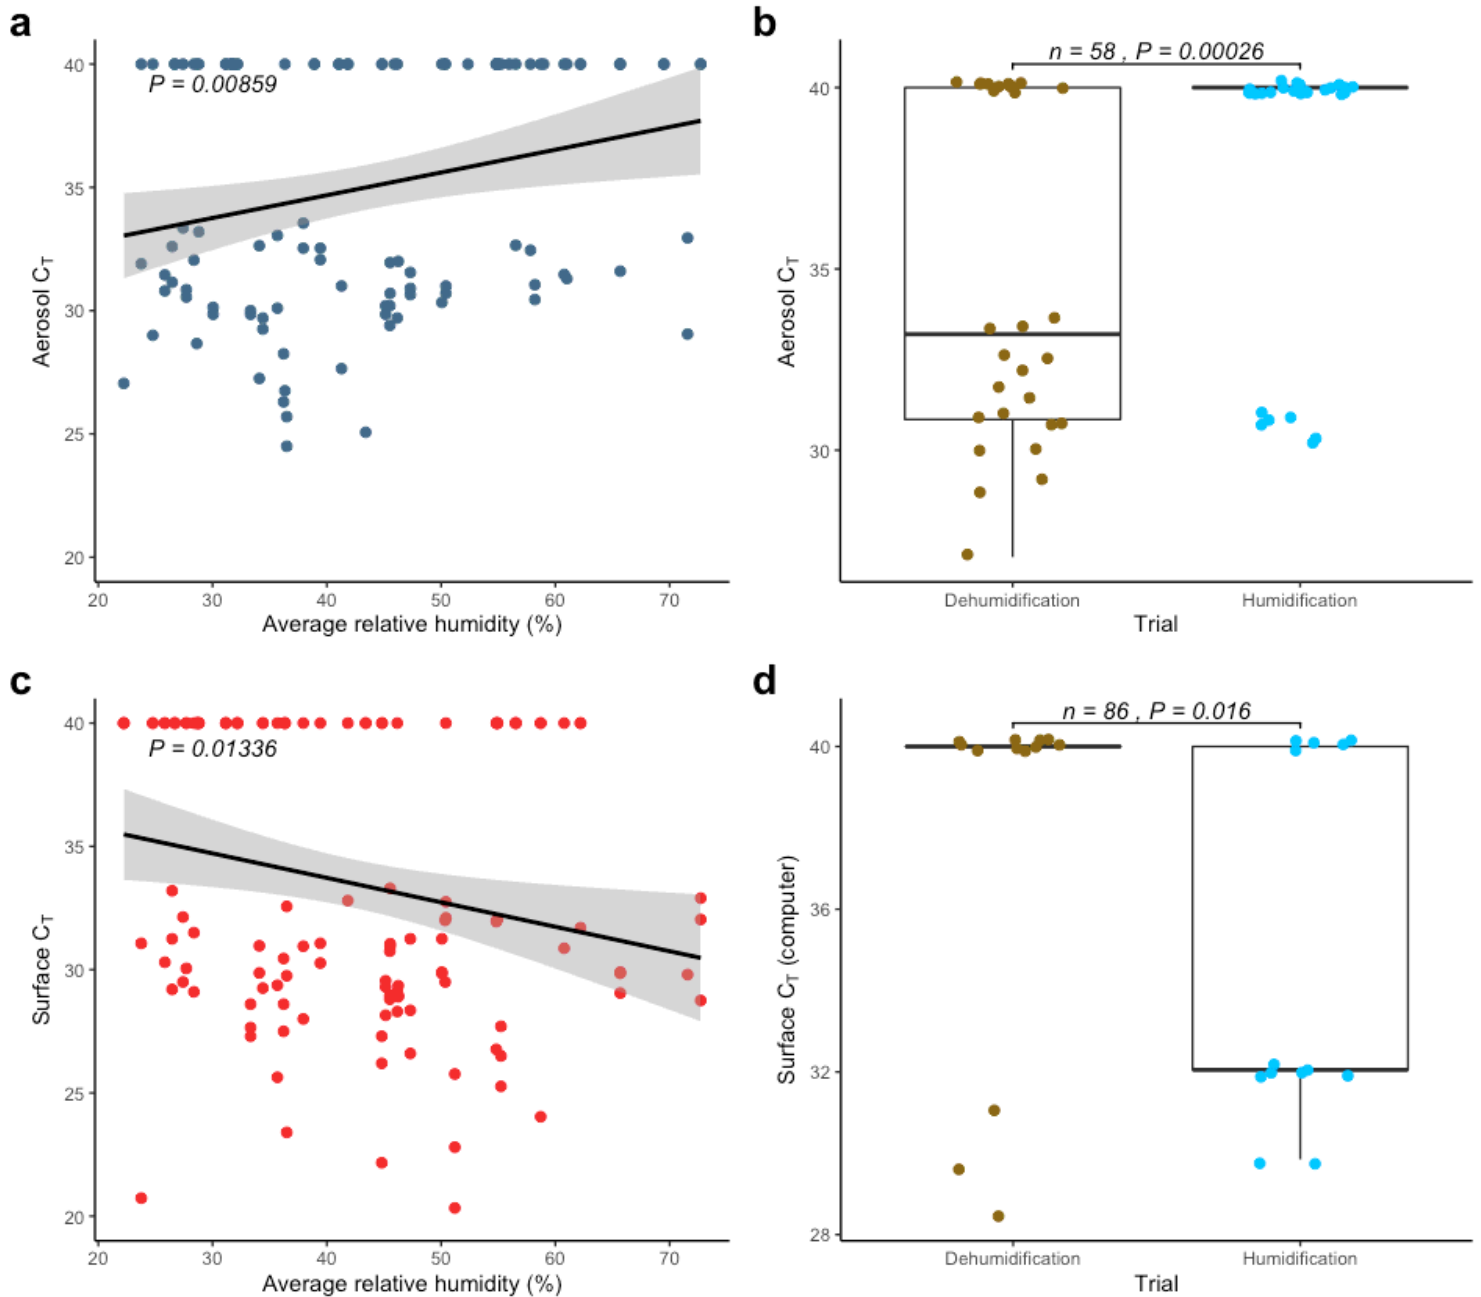 a
P = 0.00859
40
35
30
25
20
20 30 40 50 60 70
Aerosol CT
Average relative humidity (%)
b
n = 58 , P = 0.00026
40
35
30
Aerosol CT
Dehumidification Humidification
Trial
c
P = 0.01336
40
35
30
25
20
20 30 40 50 60 70
Surface CT
Average relative humidity (%)
d
n = 86 , P = 0.016
40
36
32
28
Surface CT (computer)
Dehumidification Humidification
Trial